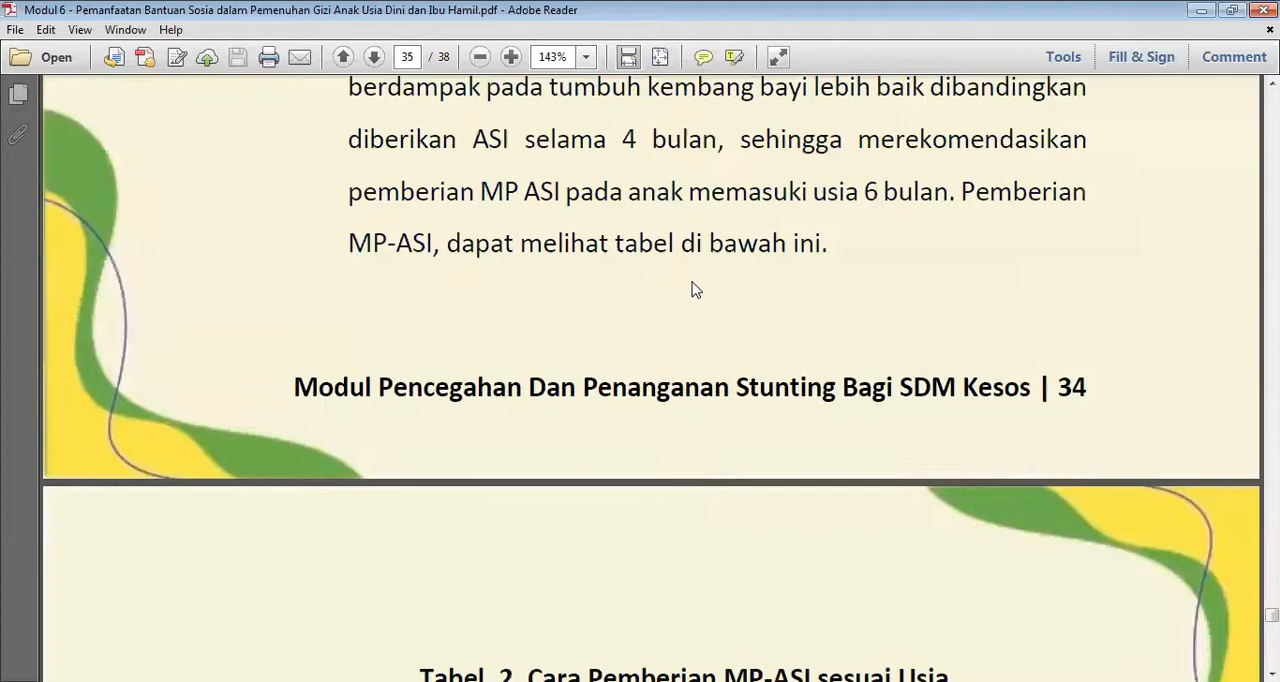 Modul 6 - Pemanfaatan Bantuan Sosia dalam Pemenuhan Gizi Anak Usia Dini dan Ibu Hamil.pdf - Adobe Reader
File Edit View Window Help
Open 35 / 38 143% Tools Fill & Sign Comment
berdampak pada tumbuh kembang bayi lebih baik dibandingkan
diberikan ASI selama 4 bulan, sehingga merekomendasikan
pemberian MP ASI pada anak memasuki usia 6 bulan. Pemberian
MP-ASI, dapat melihat tabel di bawah ini.
Modul Pencegahan Dan Penanganan Stunting Bagi SDM Kesos | 34
Tabel 2. Cara Pemberian MP-ASI sesuai Usia